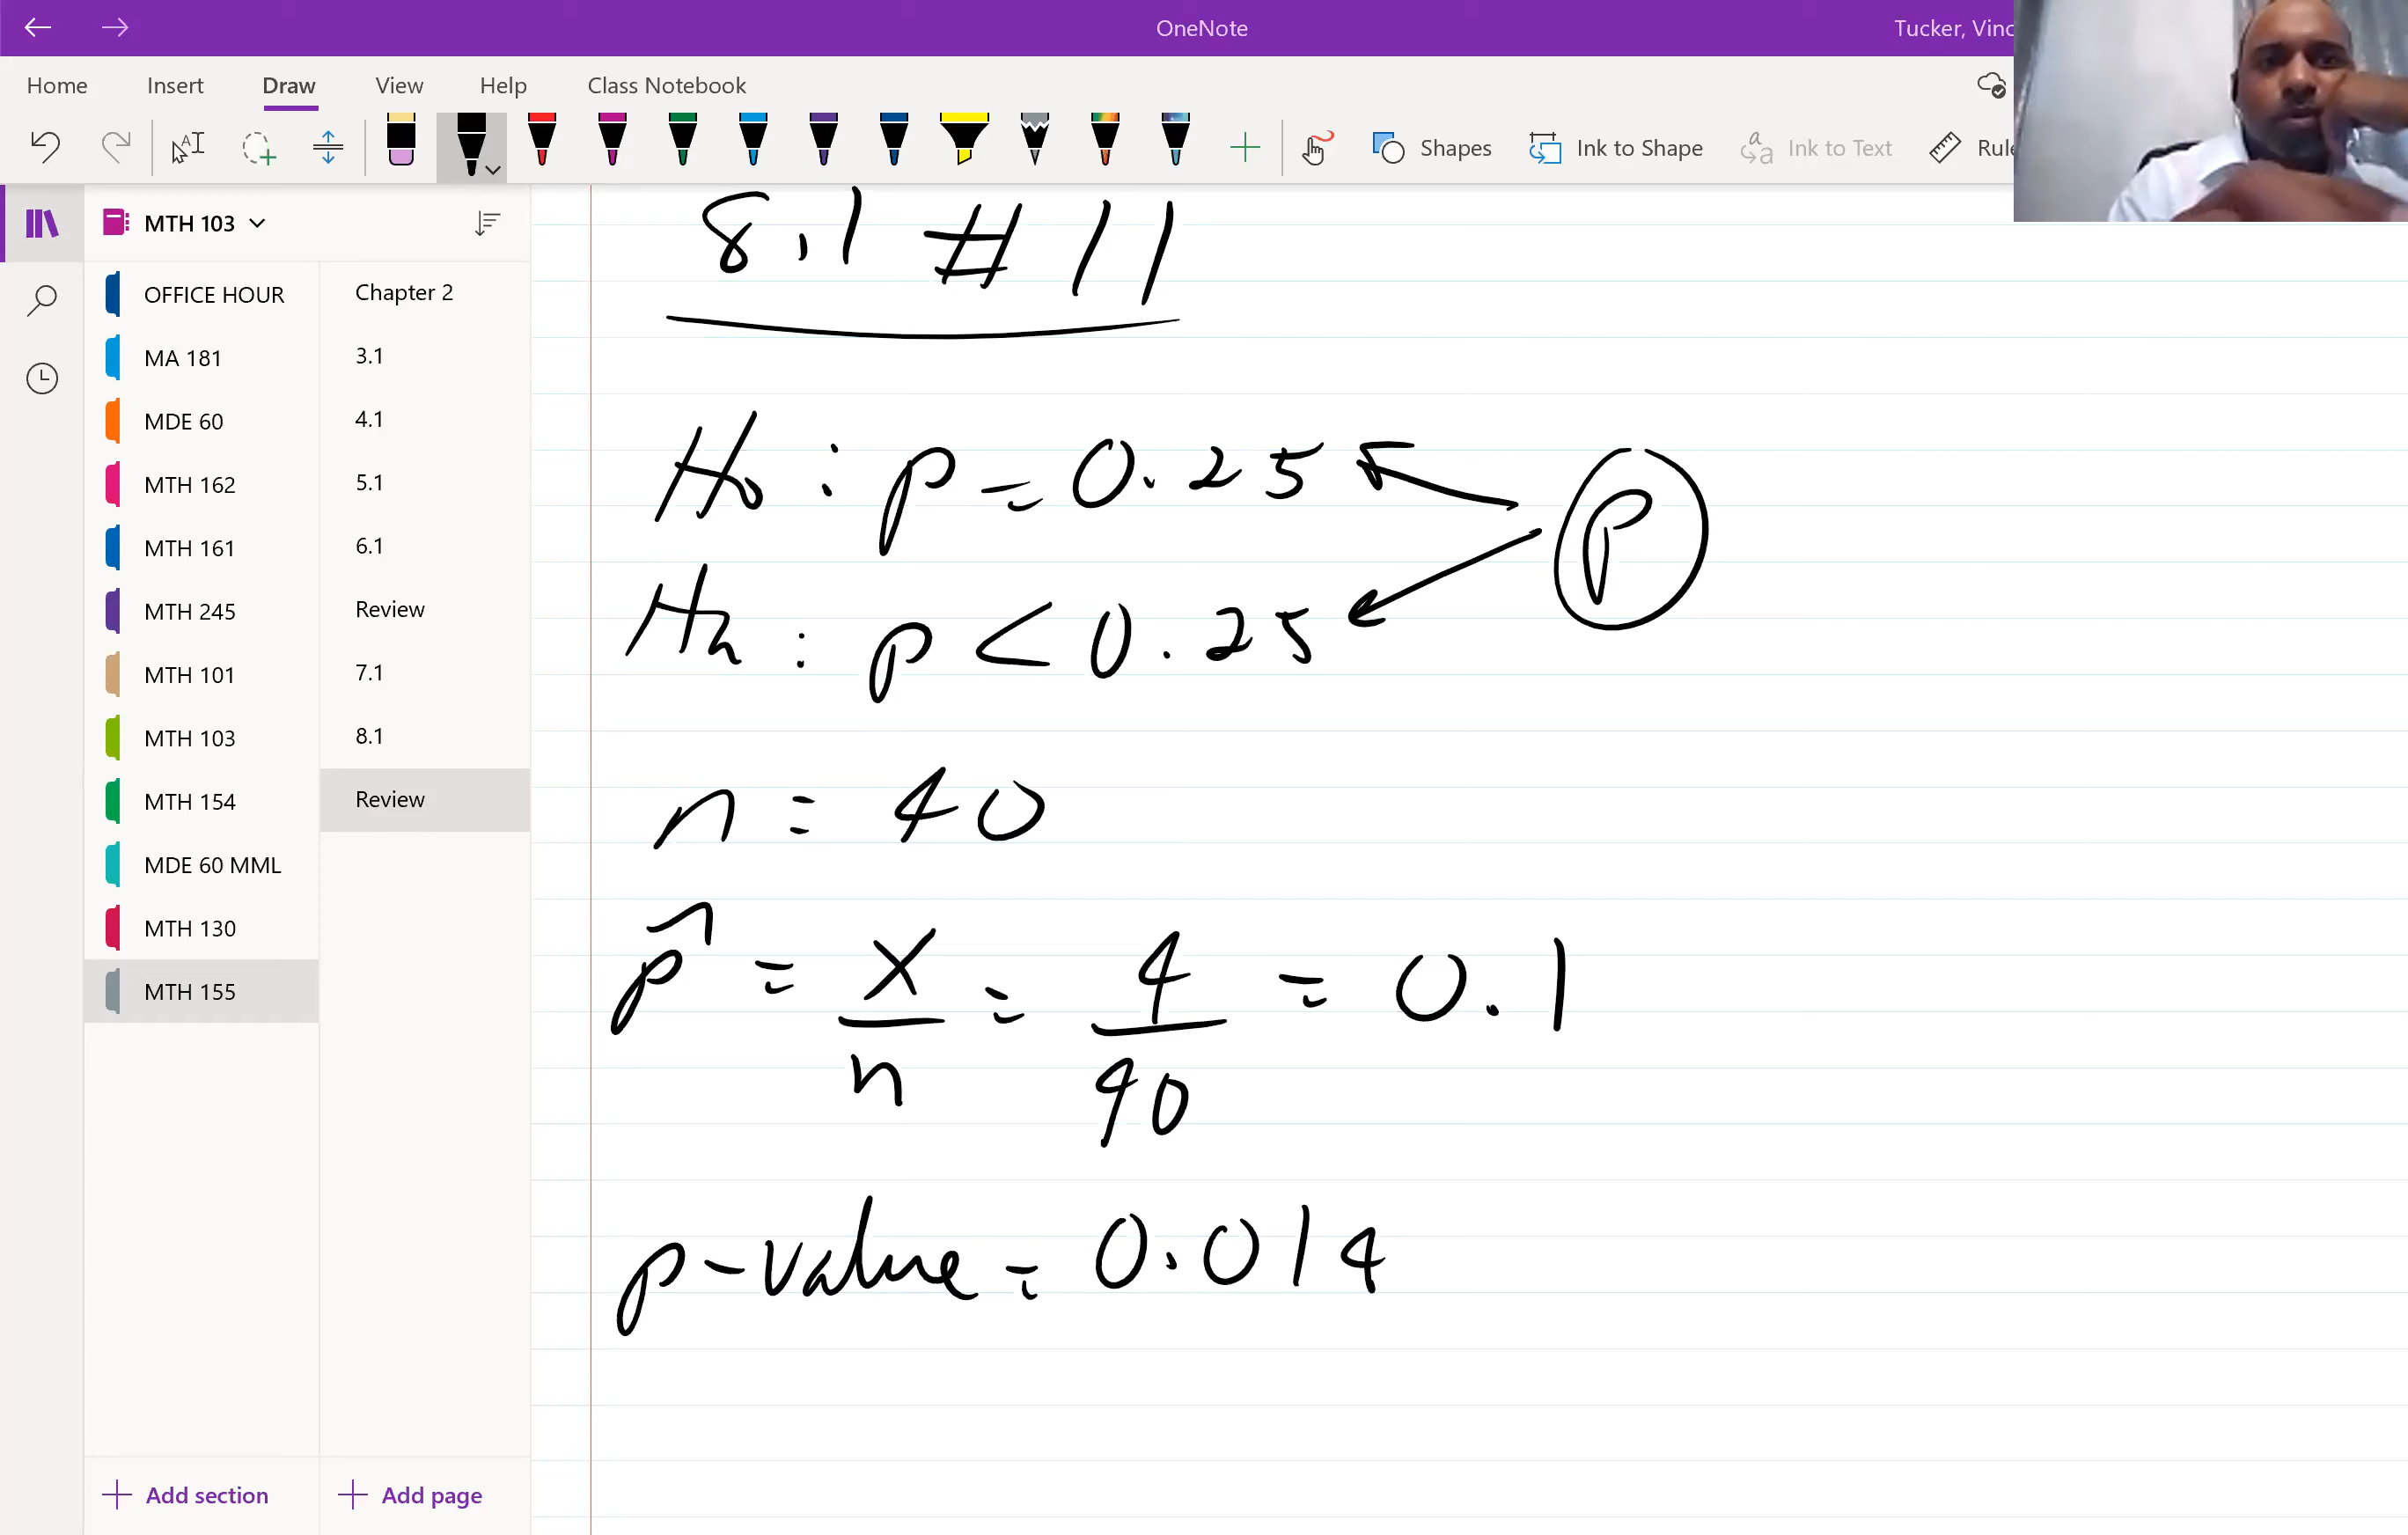 OneNote
Tucker, Vinc
Home Insert Draw View Help Class Notebook
Shapes Ink to Shape Ink to Text Rule
MTH 103
OFFICE HOUR
MA 181
MDE 60
MTH 162
MTH 161
MTH 245
MTH 101
MTH 103
MTH 154
MDE 60 MML
MTH 130
MTH 155
Add section
Chapter 2
3.1
4.1
5.1
6.1
Review
7.1
8.1
Review
Add page
8.1 # 11
H₀ : p = 0.25
P
Ha : p < 0.25
n = 40
p̂ = x/n = 4/40 = 0.1
p-value = 0.014